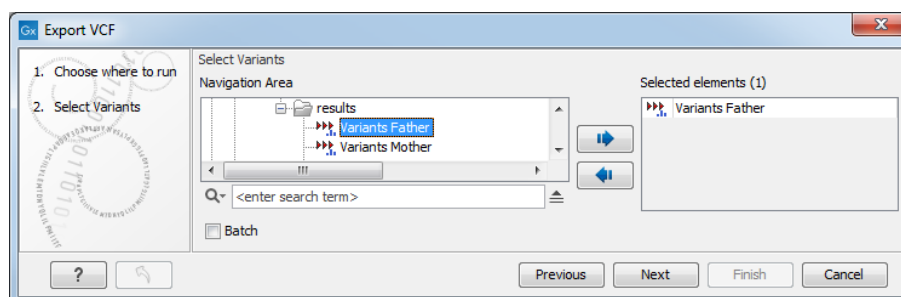 Gx Export VCF
1. Choose where to run
2. Select Variants
Select Variants
Navigation Area
results
Variants Father
Variants Mother
<enter search term>
Batch
Selected elements (1)
Variants Father
?
Previous
Next
Finish
Cancel